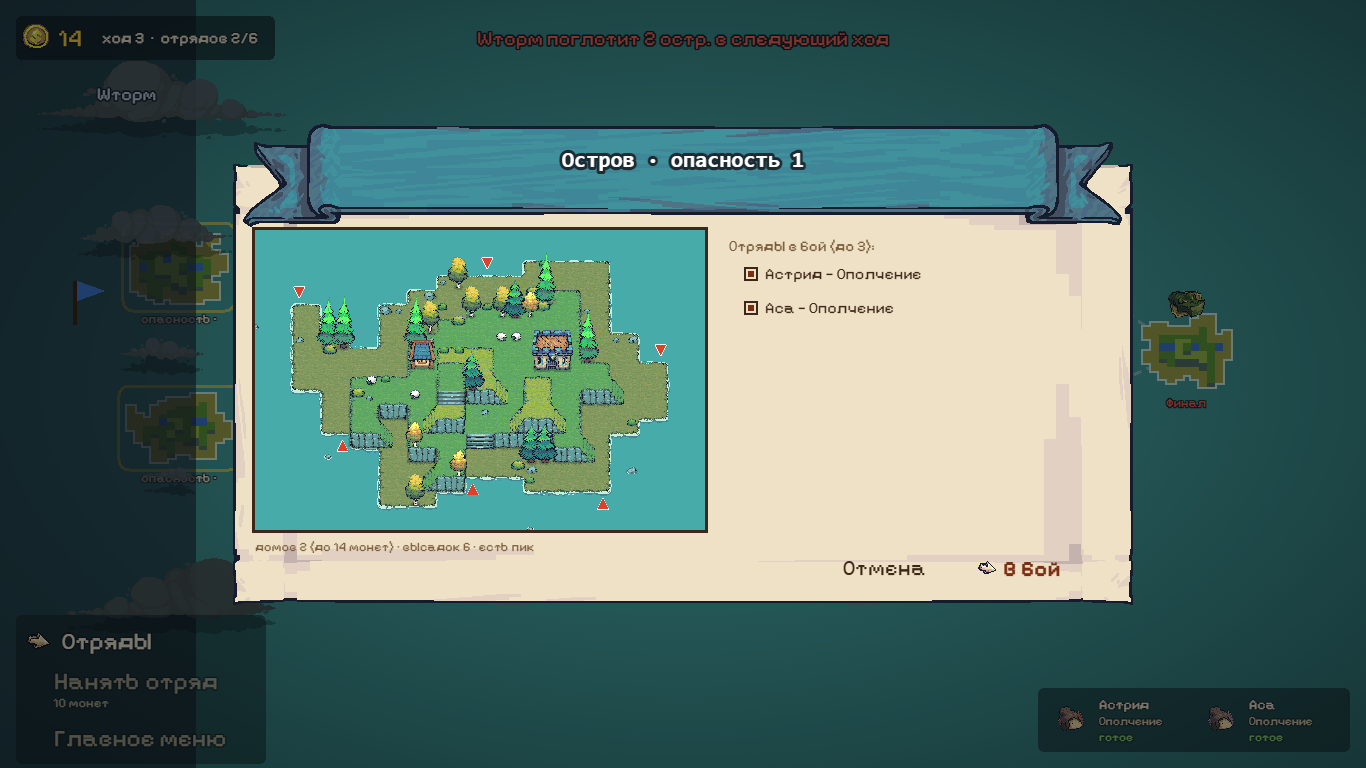 14 ход 3 · отрядов 2/6
Шторм поглотит 2 остр. в следующий ход
Шторм
Остров • опасность 1
Отряды в бой (до 3):
Астрид - Ополчение
Аса - Ополчение
опасность ·
Финал
опасность ·
домов 2 (до 14 монет) · высадок 6 · есть пик
Отмена
В бой
Отряды
Нанять отряд
10 монет
Главное меню
Астрид
Ополчение
готов
Аса
Ополчение
готов